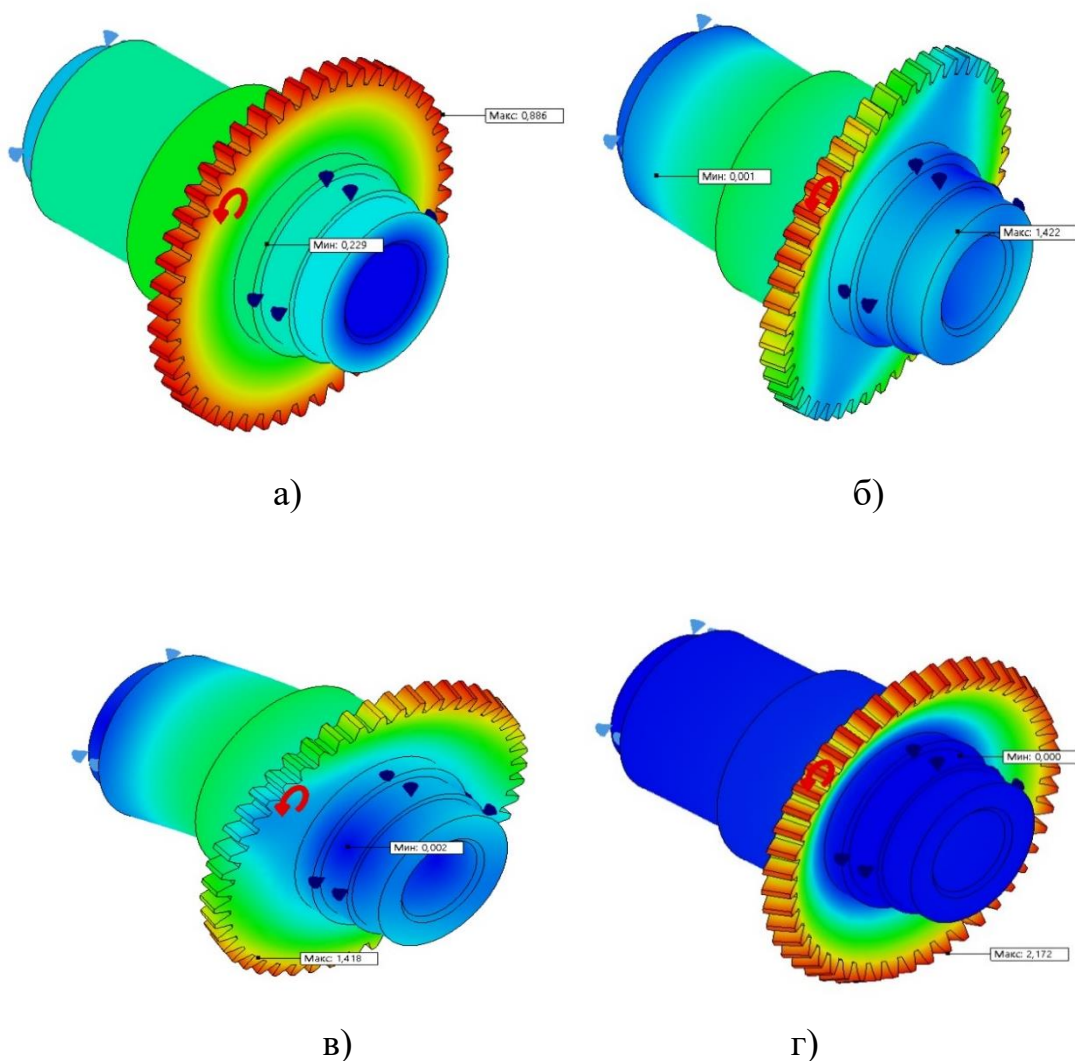 Макс: 0,886
Мин: 0,229
а)
Мин: 0,001
Макс: 1,422
б)
Мин: 0,002
Макс: 1,418
в)
Мин: 0,000
Макс: 2,172
г)